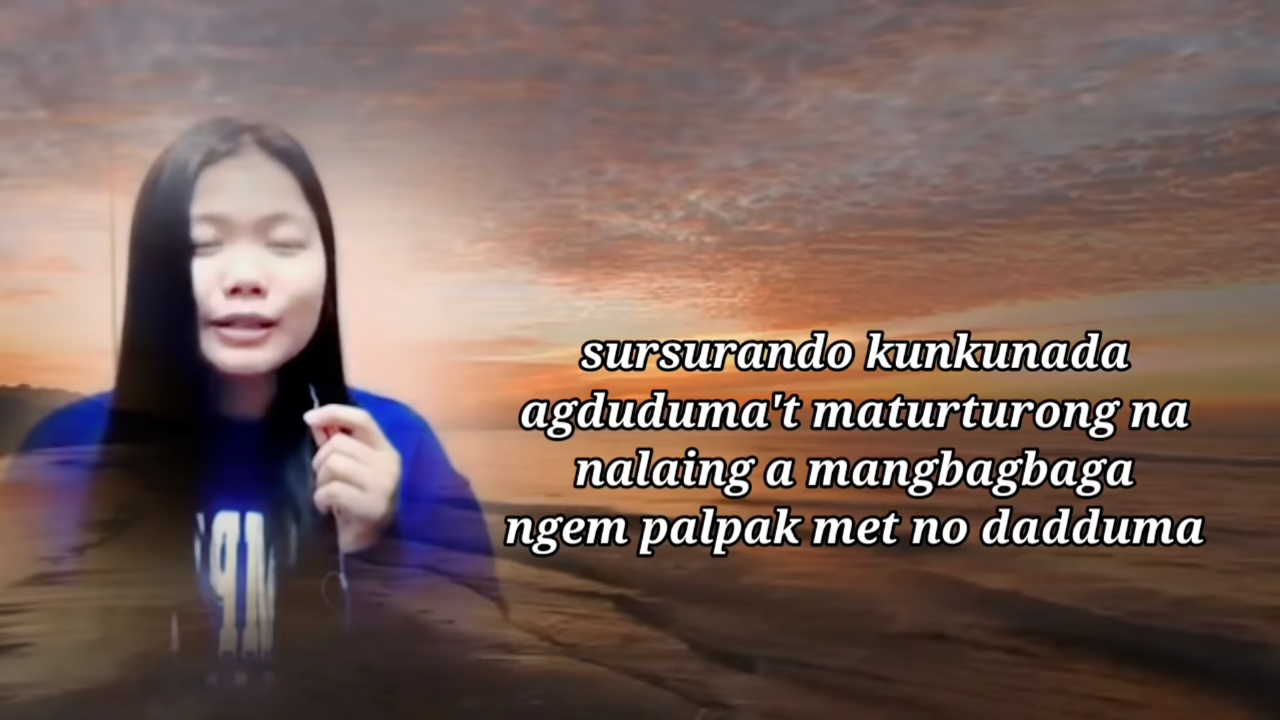 sursurando kunkunada
agduduma't maturturong na
nalaing a mangbagbaga
ngem palpak met no dadduma